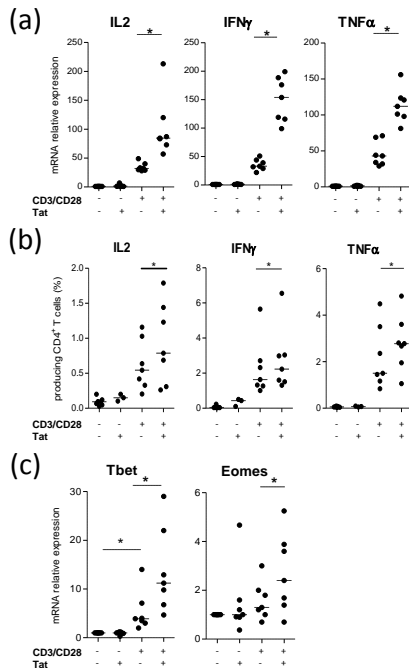 (a)
IL2 IFNγ TNFα
* * *
mRNA relative expression
250
200
150
100
50
0
250
200
150
100
50
0
200
150
100
50
0
CD3/CD28 - - + + - - + + - - + +
Tat - + - + - + - + - + - +
(b)
IL2 IFNγ TNFα
* * *
producing CD4+ T cells (%)
2.0
1.5
1.0
0.5
0.0
8
6
4
2
0
6
4
2
0
CD3/CD28 - - + + - - + + - - + +
Tat - + - + - + - + - + - +
(c)
Tbet Eomes
* * *
mRNA relative expression
30
20
10
0
6
4
2
0
CD3/CD28 - - + + - - + +
Tat - + - + - + - +